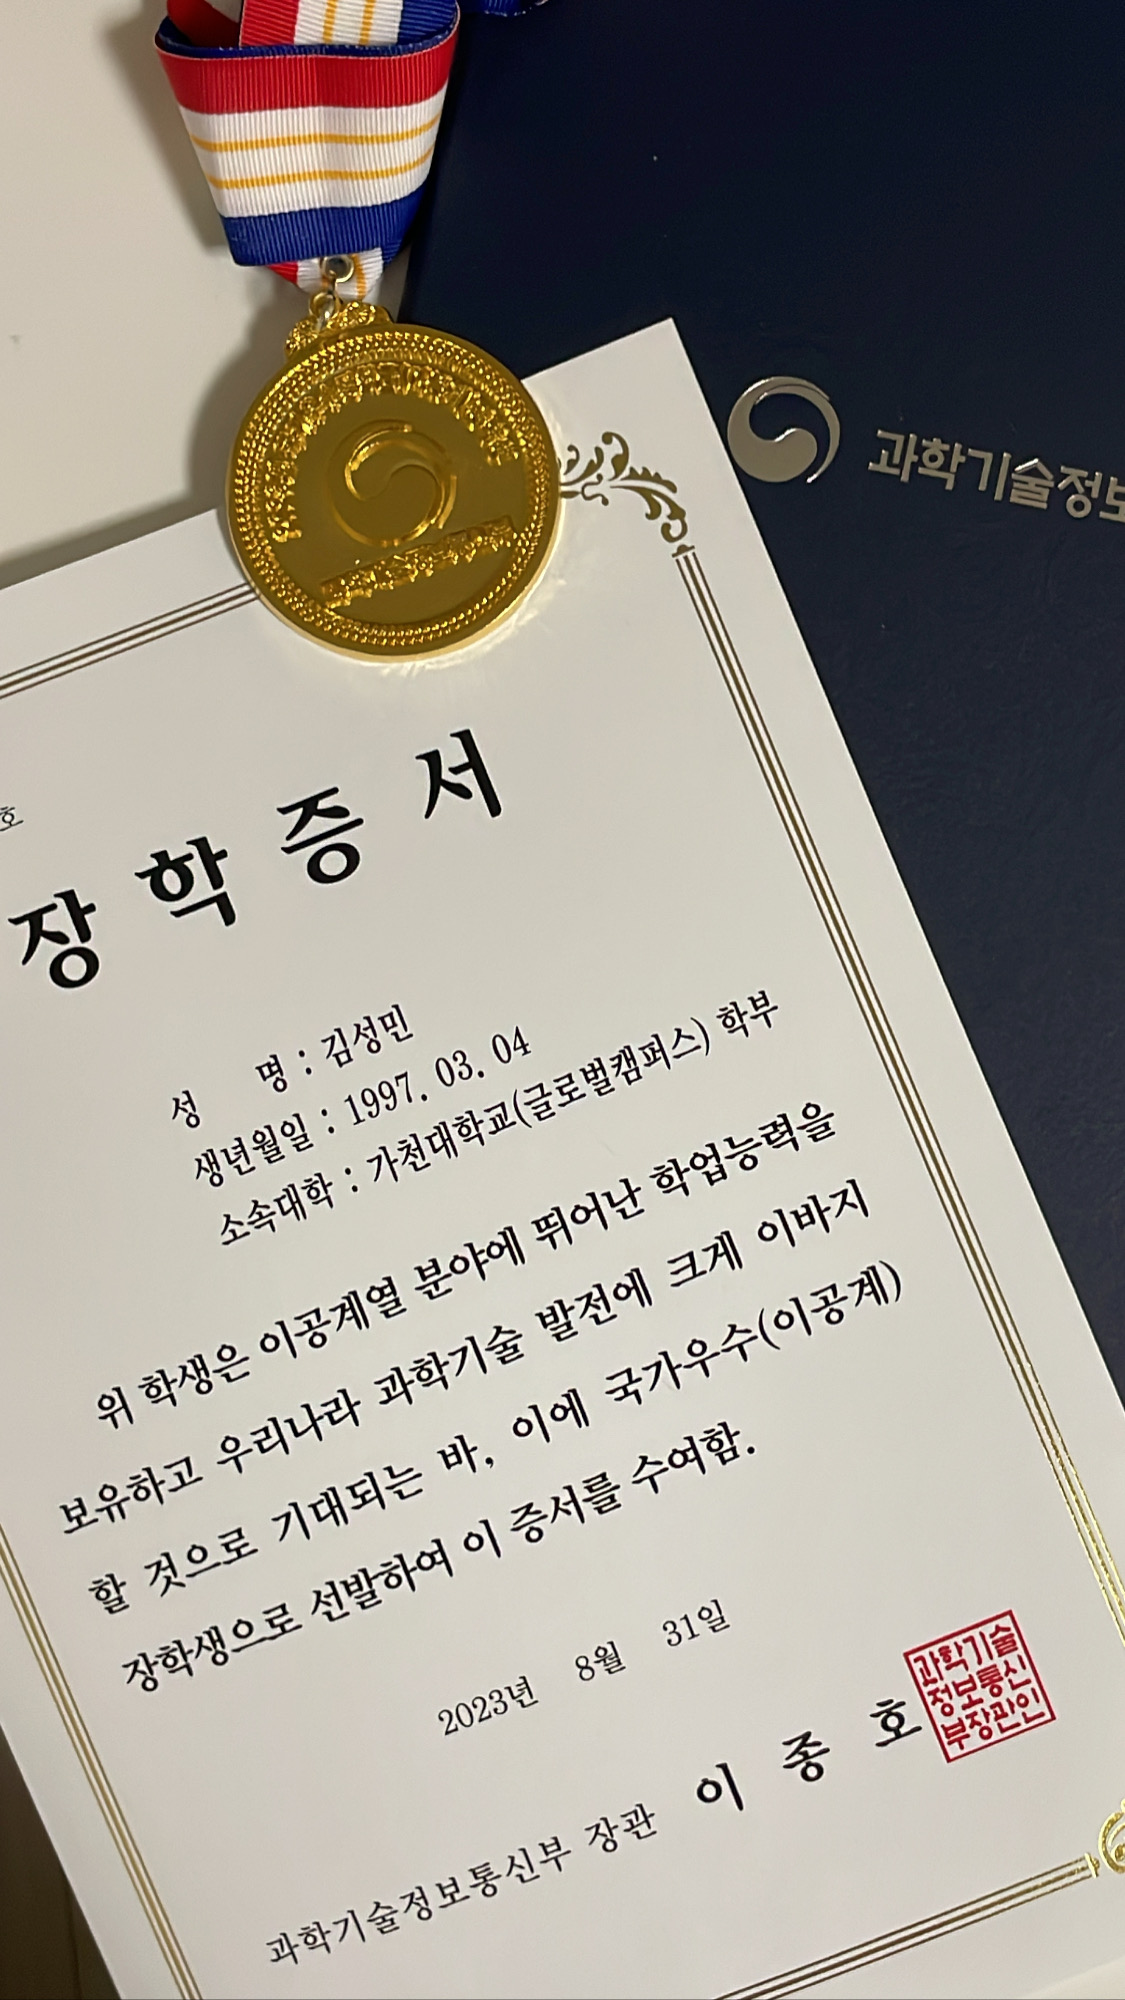 과학기술정보
호
장학증서
성 명 : 김성민
생년월일 : 1997. 03. 04
소속대학 : 가천대학교(글로벌캠퍼스) 학부
위 학생은 이공계열 분야에 뛰어난 학업능력을
보유하고 우리나라 과학기술 발전에 크게 이바지
할 것으로 기대되는 바, 이에 국가우수(이공계)
장학생으로 선발하여 이 증서를 수여함.
2023년 8월 31일
과학기술정보통신부 장관 이종호
과학기술
정보통신
부장관인